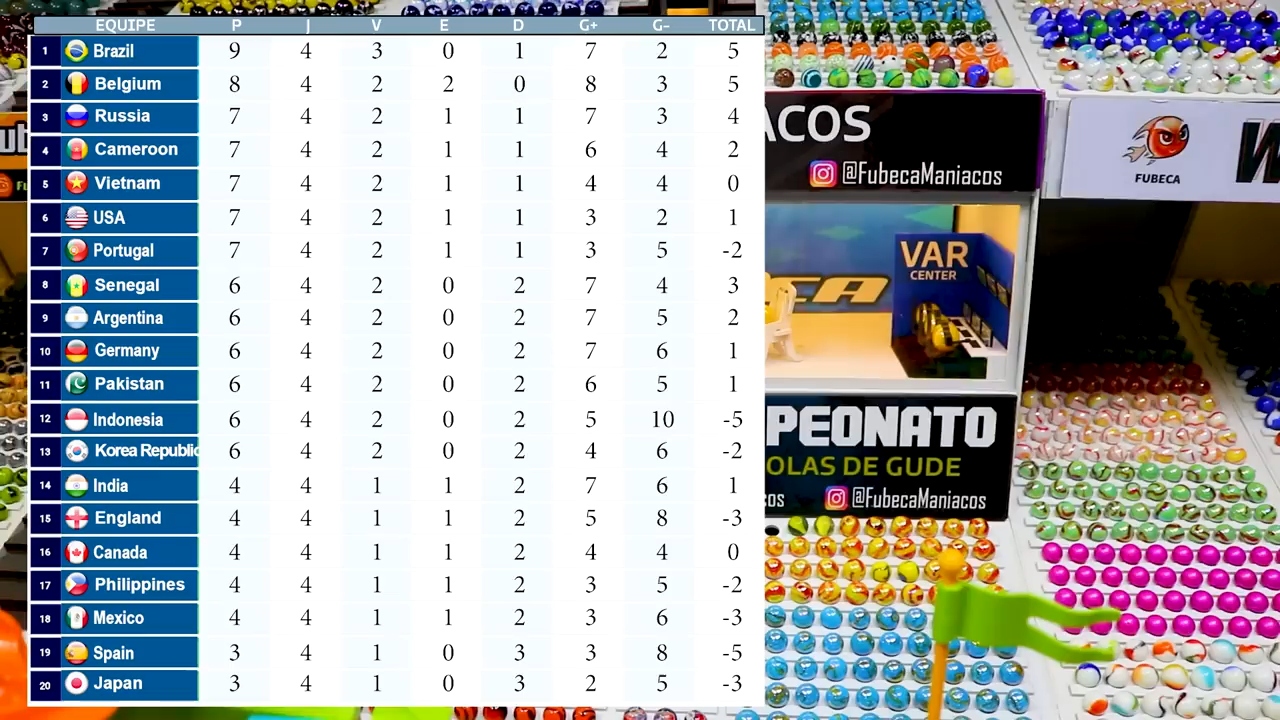 EQUIPE P J V E D G+ G- TOTAL
1 Brazil 9 4 3 0 1 7 2 5
2 Belgium 8 4 2 2 0 8 3 5
3 Russia 7 4 2 1 1 7 3 4
4 Cameroon 7 4 2 1 1 6 4 2
5 Vietnam 7 4 2 1 1 4 4 0
6 USA 7 4 2 1 1 3 2 1
7 Portugal 7 4 2 1 1 3 5 -2
8 Senegal 6 4 2 0 2 7 4 3
9 Argentina 6 4 2 0 2 7 5 2
10 Germany 6 4 2 0 2 7 6 1
11 Pakistan 6 4 2 0 2 6 5 1
12 Indonesia 6 4 2 0 2 5 10 -5
13 Korea Republic 6 4 2 0 2 4 6 -2
14 India 4 4 1 1 2 7 6 1
15 England 4 4 1 1 2 5 8 -3
16 Canada 4 4 1 1 2 4 4 0
17 Philippines 4 4 1 1 2 3 5 -2
18 Mexico 4 4 1 1 2 3 6 -3
19 Spain 3 4 1 0 3 3 8 -5
20 Japan 3 4 1 0 3 2 5 -3
ACOS
@FubecaManiacos
FUBECA
VAR
CENTER
CA
PEONATO
OLAS DE GUDE
cos @FubecaManiacos